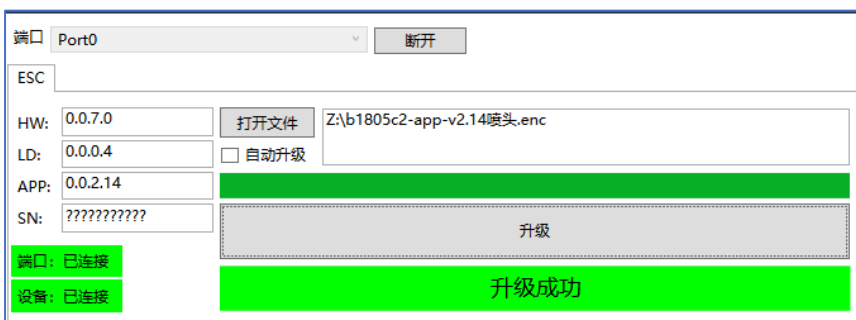 端口 Port0 断开
ESC
HW: 0.0.7.0 打开文件 Z:\b1805c2-app-v2.14喷头.enc
LD: 0.0.0.4 自动升级
APP: 0.0.2.14
SN: ??????????? 升级
端口：已连接
设备：已连接 升级成功